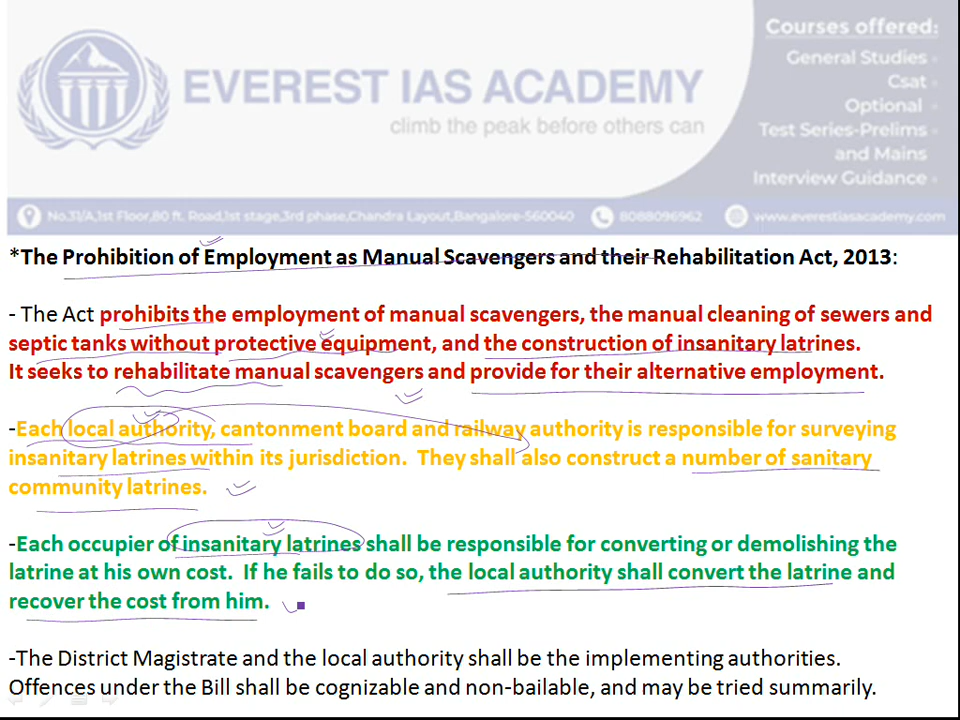 Courses offered:
General Studies
Csat
Optional
Test Series-Prelims
and Mains
Interview Guidance
EVEREST IAS ACADEMY
climb the peak before others can
No.31/A,1st Floor,80 ft. Road,1st stage,3rd phase,Chandra Layout,Bangalore-560040 8088096962 www.everestiasacademy.com
*The Prohibition of Employment as Manual Scavengers and their Rehabilitation Act, 2013:
- The Act prohibits the employment of manual scavengers, the manual cleaning of sewers and
septic tanks without protective equipment, and the construction of insanitary latrines.
It seeks to rehabilitate manual scavengers and provide for their alternative employment.
-Each local authority, cantonment board and railway authority is responsible for surveying
insanitary latrines within its jurisdiction. They shall also construct a number of sanitary
community latrines.
-Each occupier of insanitary latrines shall be responsible for converting or demolishing the
latrine at his own cost. If he fails to do so, the local authority shall convert the latrine and
recover the cost from him.
-The District Magistrate and the local authority shall be the implementing authorities.
Offences under the Bill shall be cognizable and non-bailable, and may be tried summarily.